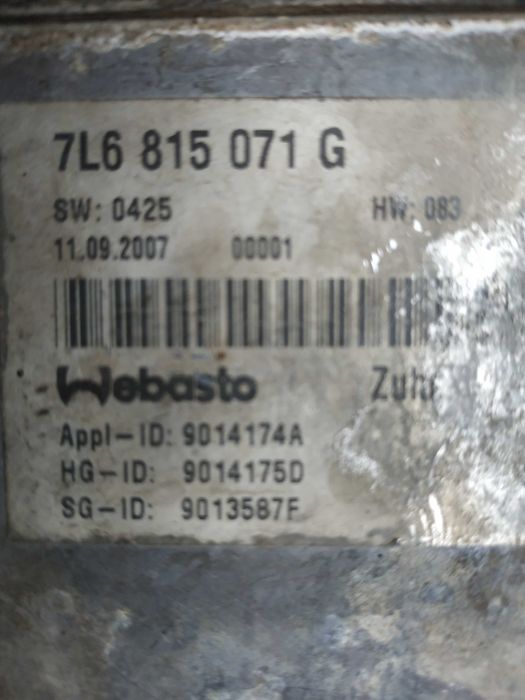 7L6 815 071 G
SW: 0425 HW: 083
11.09.2007 00001
Webasto
Appl-ID: 9014174A
HG-ID: 9014175D
SG-ID: 9013587F